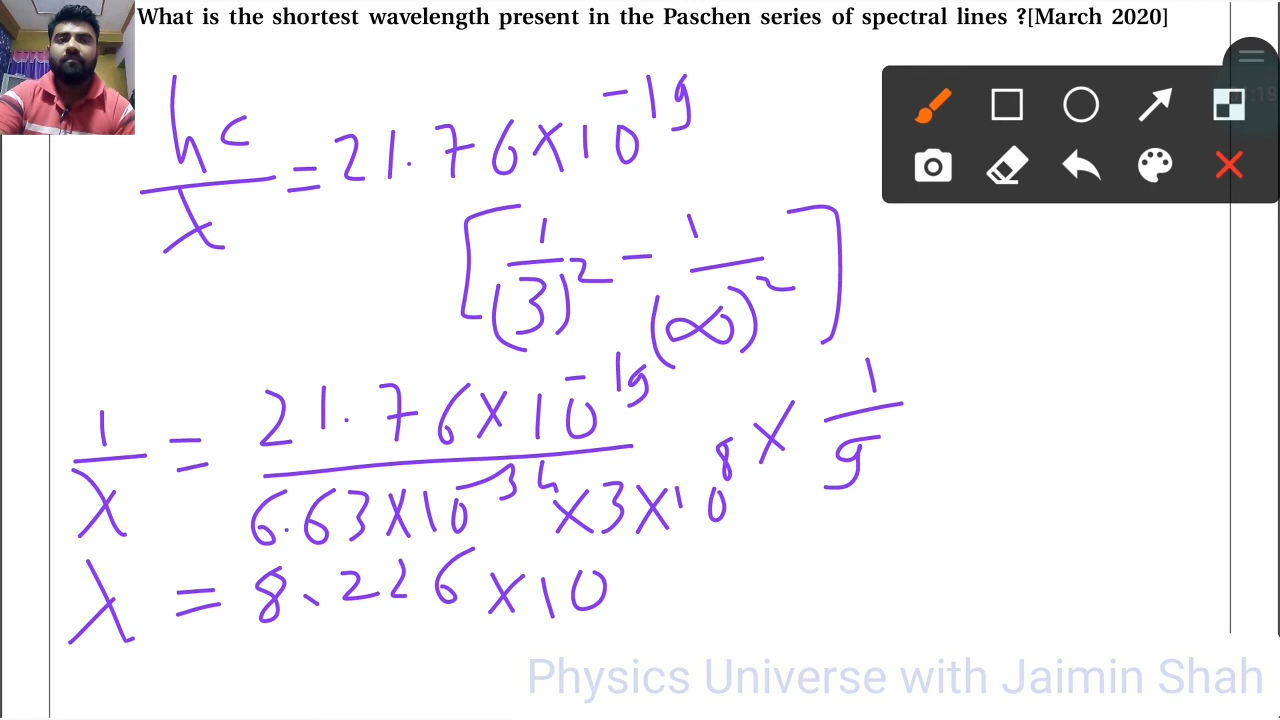 What is the shortest wavelength present in the Paschen series of spectral lines ?[March 2020]
hc/λ = 21.76×10^-19
[1/(3)^2 - 1/(∞)^2]
1/λ = 21.76×10^-19 / 6.63×10^-34 ×3×10^8 × 1/9
λ = 8.226×10
Physics Universe with Jaimin Shah